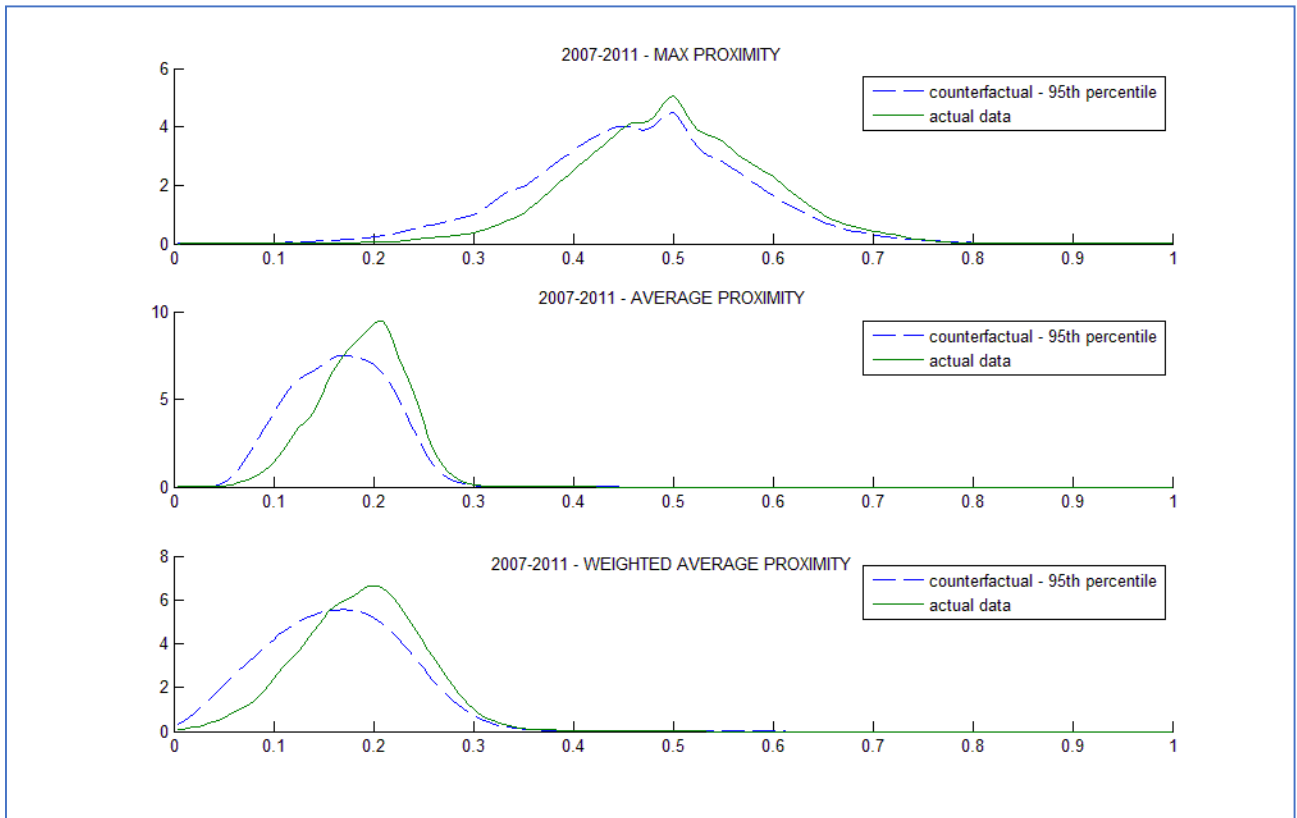 2007-2011 - MAX PROXIMITY
6
counterfactual - 95th percentile
actual data
4
2
0
0 0.1 0.2 0.3 0.4 0.5 0.6 0.7 0.8 0.9 1
2007-2011 - AVERAGE PROXIMITY
10
counterfactual - 95th percentile
actual data
5
0
0 0.1 0.2 0.3 0.4 0.5 0.6 0.7 0.8 0.9 1
2007-2011 - WEIGHTED AVERAGE PROXIMITY
8
counterfactual - 95th percentile
actual data
6
4
2
0
0 0.1 0.2 0.3 0.4 0.5 0.6 0.7 0.8 0.9 1